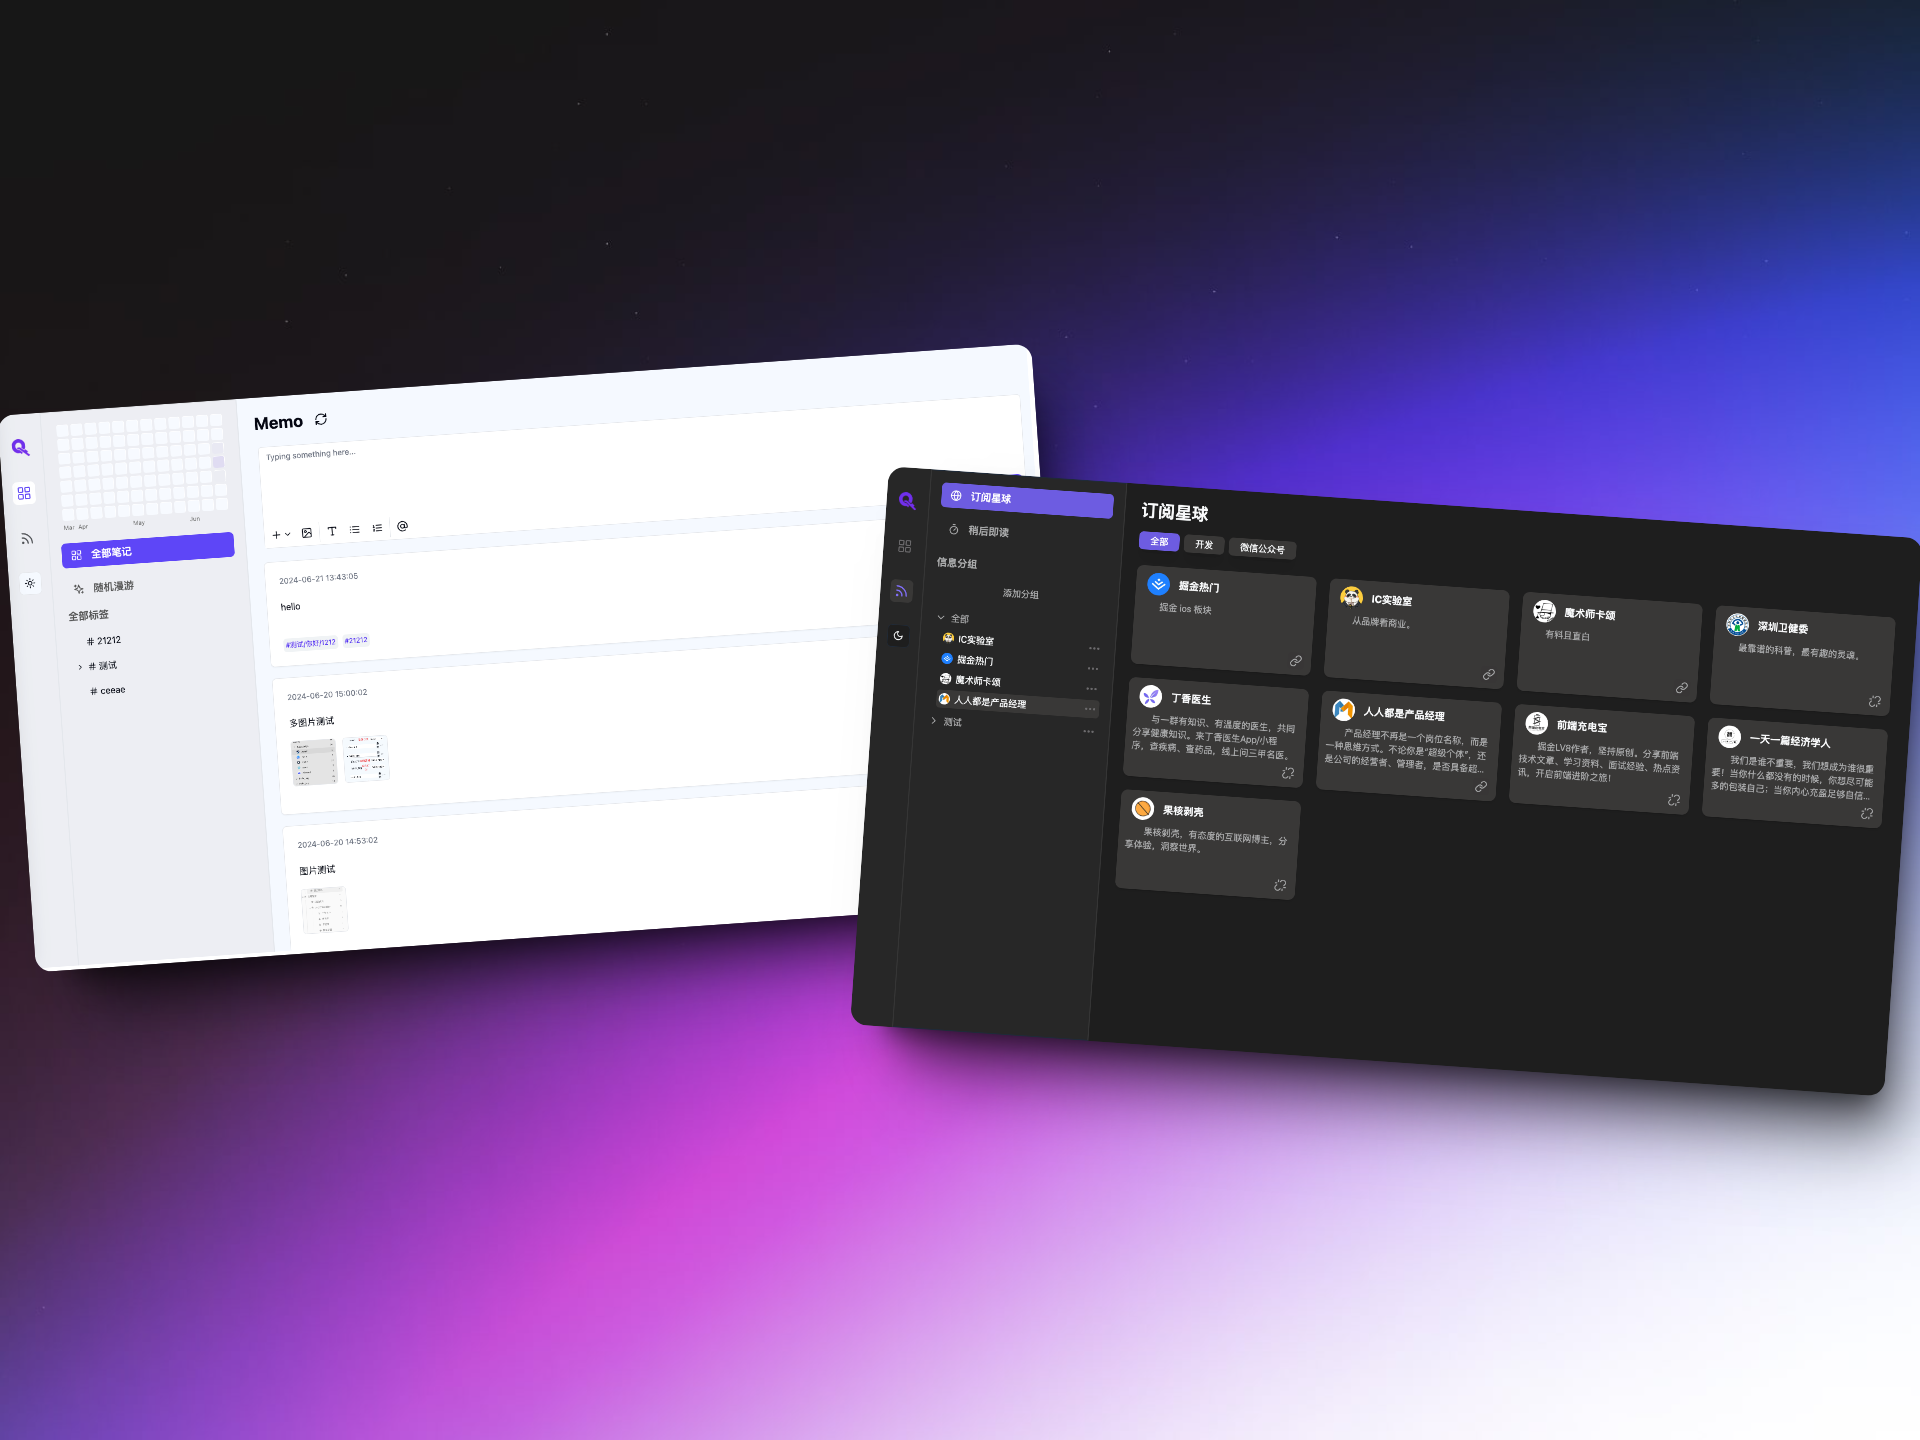 Mar Apr May Jun
全部笔记
随机漫游
全部标签
# 21212
# 测试
# ceeae
Memo
Typing something here...
2024-06-21 13:43:05
hello
#测试/你好/1212 #21212
2024-06-20 15:00:02
多图片测试
2024-06-20 14:53:02
图片测试
订阅星球
稍后即读
信息分组
添加分组
全部
IC实验室
掘金热门
魔术师卡颂
人人都是产品经理
测试
订阅星球
全部 开发 微信公众号
掘金热门
掘金 ios 板块
IC实验室
从品牌看商业。
魔术师卡颂
有料且直白
深圳卫健委
最靠谱的科普，最有趣的灵魂。
丁香医生
与一群有知识、有温度的医生，共同
分享健康知识。来丁香医生App/小程
序，查疾病、查药品，线上问三甲名医。
人人都是产品经理
产品经理不再是一个岗位名称，而是
一种思维方式。不论你是“超级个体”，还
是公司的经营者、管理者，是否具备超...
前端充电宝
掘金LV8作者，坚持原创。分享前端
技术文章、学习资料、面试经验、热点资
讯，开启前端进阶之旅！
一天一篇经济学人
我们是谁不重要，我们想成为谁很重
要！当你什么都没有的时候，你想尽可能
多的包装自己；当你内心充盈足够自信...
果核剥壳
果核剥壳，有态度的互联网博主，分
享体验，洞察世界。